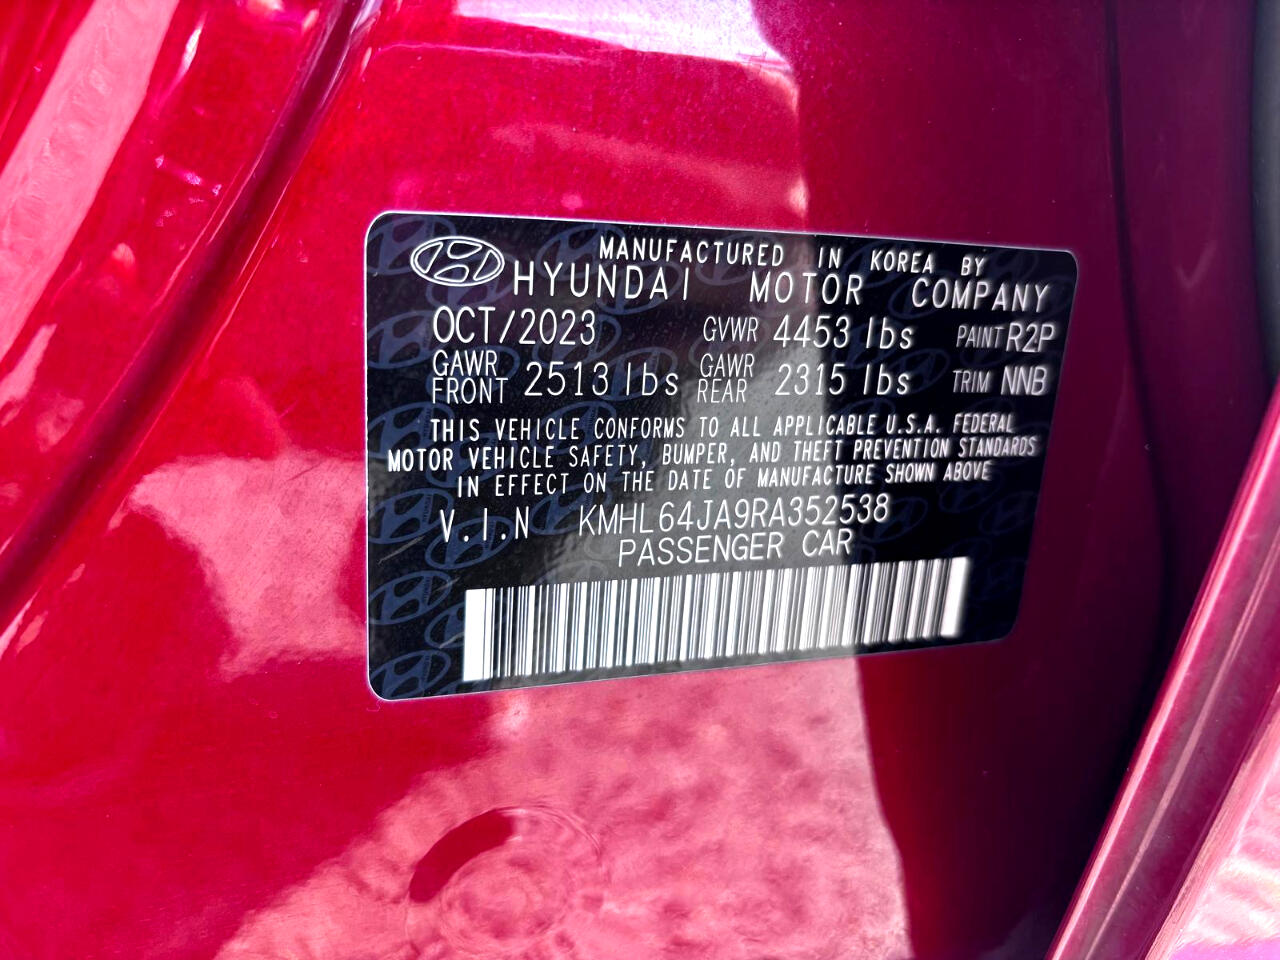 MANUFACTURED IN KOREA BY
HYUNDAI MOTOR COMPANY
OCT/2023 GVWR 4453 lbs PAINT R2P
GAWR FRONT 2513 lbs GAWR REAR 2315 lbs TRIM NNB
THIS VEHICLE CONFORMS TO ALL APPLICABLE U.S.A. FEDERAL
MOTOR VEHICLE SAFETY, BUMPER, AND THEFT PREVENTION STANDARDS
IN EFFECT ON THE DATE OF MANUFACTURE SHOWN ABOVE
V.I.N KMHL64JA9RA352538
PASSENGER CAR